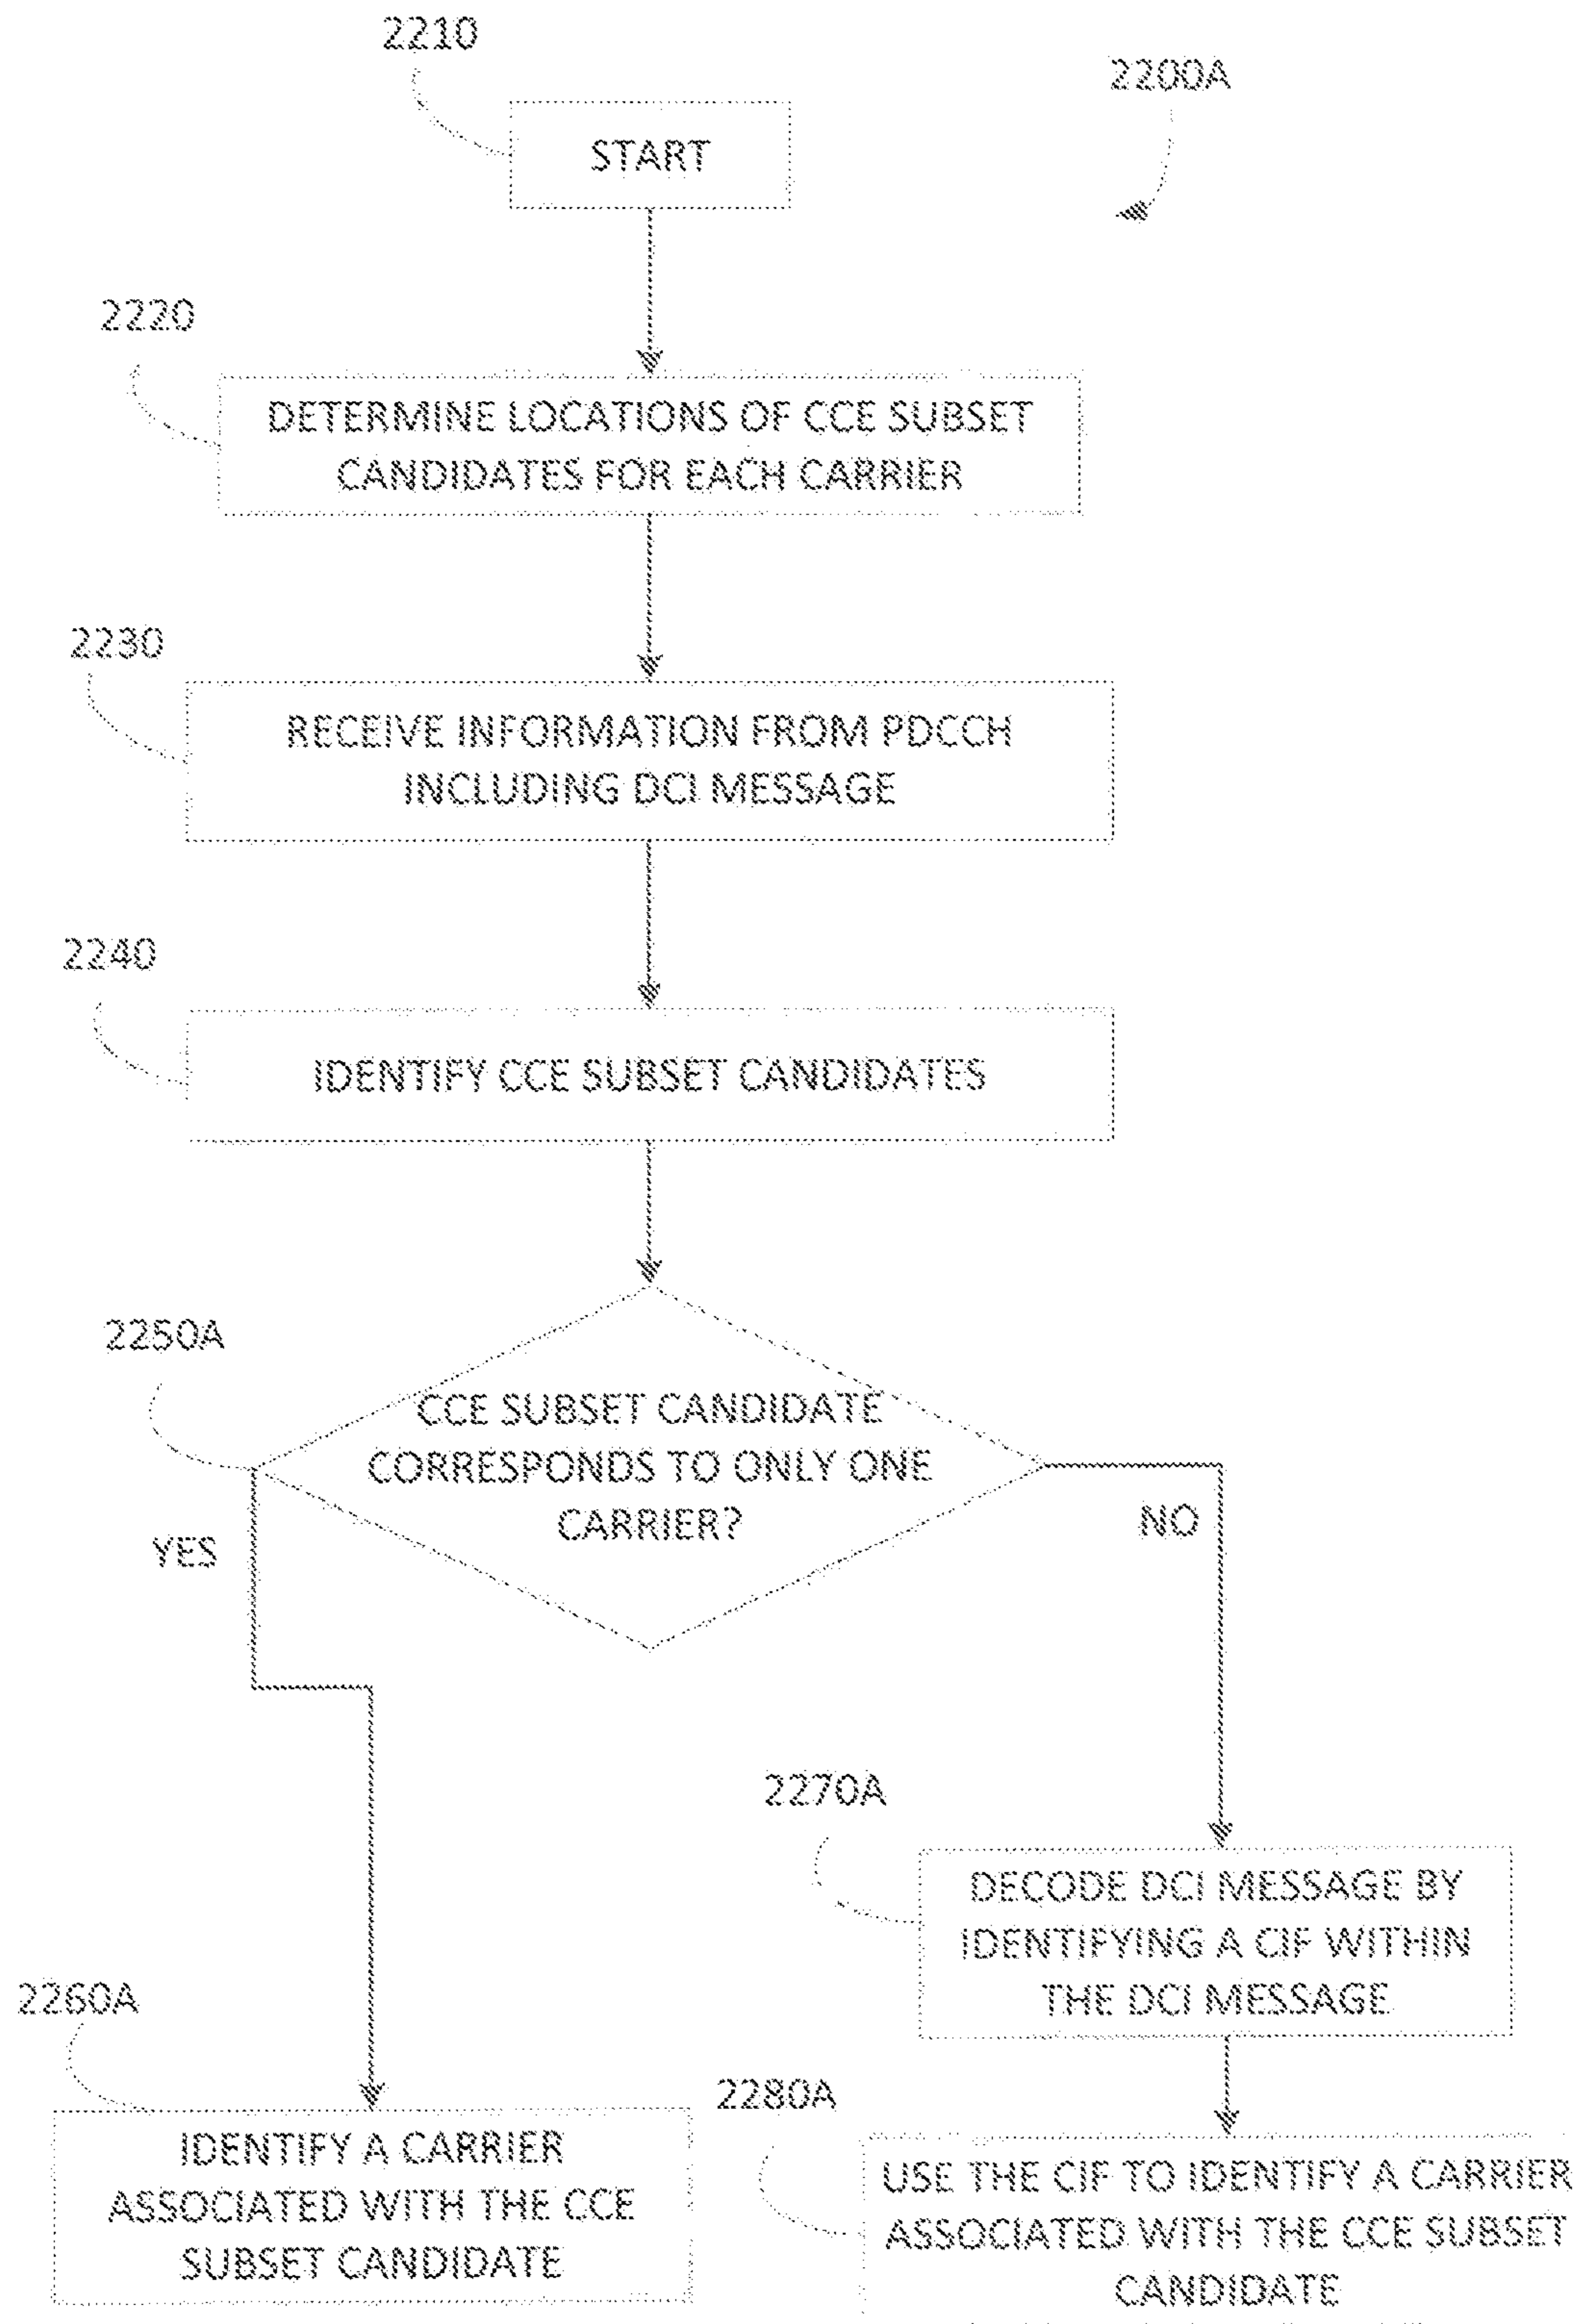 2210
2200A
START
2220
DETERMINE LOCATIONS OF CCE SUBSET
CANDIDATES FOR EACH CARRIER
2230
RECEIVE INFORMATION FROM PDCCH
INCLUDING DCI MESSAGE
2240
IDENTIFY CCE SUBSET CANDIDATES
2250A
CCE SUBSET CANDIDATE
CORRESPONDS TO ONLY ONE
CARRIER?
YES
NO
2270A
DECODE DCI MESSAGE BY
IDENTIFYING A CIF WITHIN
THE DCI MESSAGE
2260A
IDENTIFY A CARRIER
ASSOCIATED WITH THE CCE
SUBSET CANDIDATE
2280A
USE THE CIF TO IDENTIFY A CARRIER
ASSOCIATED WITH THE CCE SUBSET
CANDIDATE